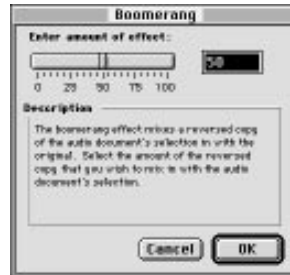 Boomerang
Enter amount of effect:
50
0 25 50 75 100
Description
The boomerang effect mixes a reversed copy
of the audio document's selection in with the
original. Select the amount of the reversed
copy that you wish to mix in with the audio
document's selection.
Cancel OK